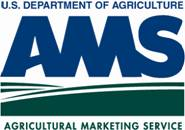 U.S. DEPARTMENT OF AGRICULTURE
AMS
AGRICULTURAL MARKETING SERVICE